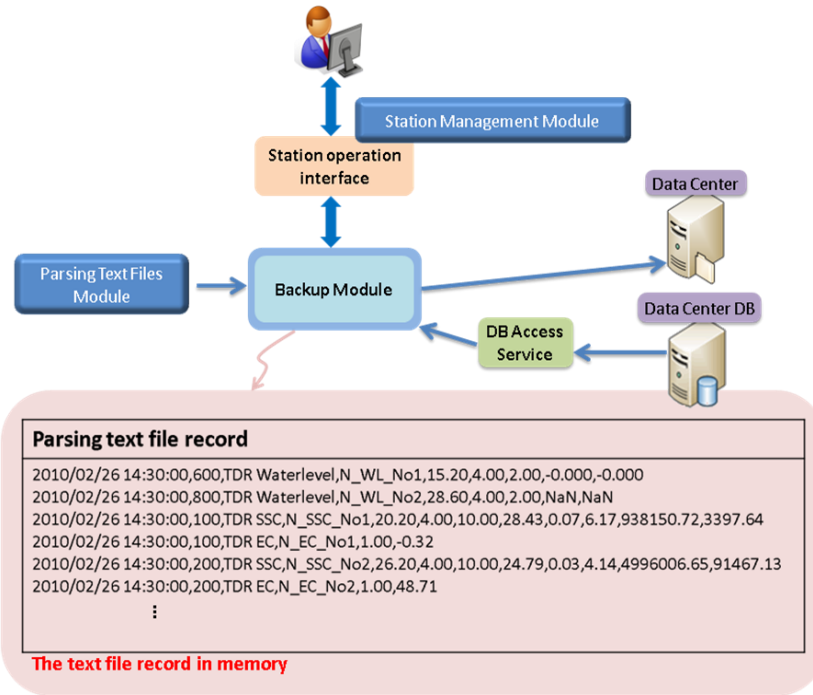 Station Management Module
Station operation
interface
Data Center
Parsing Text Files
Module
Backup Module
Data Center DB
DB Access
Service
Parsing text file record
2010/02/26 14:30:00,600,TDR Waterlevel,N_WL_No1,15.20,4.00,2.00,-0.000,-0.000
2010/02/26 14:30:00,800,TDR Waterlevel,N_WL_No2,28.60,4.00,2.00,NaN,NaN
2010/02/26 14:30:00,100,TDR SSC,N_SSC_No1,20.20,4.00,10.00,28.43,0.07,6.17,938150.72,3397.64
2010/02/26 14:30:00,100,TDR EC,N_EC_No1,1.00,-0.32
2010/02/26 14:30:00,200,TDR SSC,N_SSC_No2,26.20,4.00,10.00,24.79,0.03,4.14,4996006.65,91467.13
2010/02/26 14:30:00,200,TDR EC,N_EC_No2,1.00,48.71
⋮
The text file record in memory